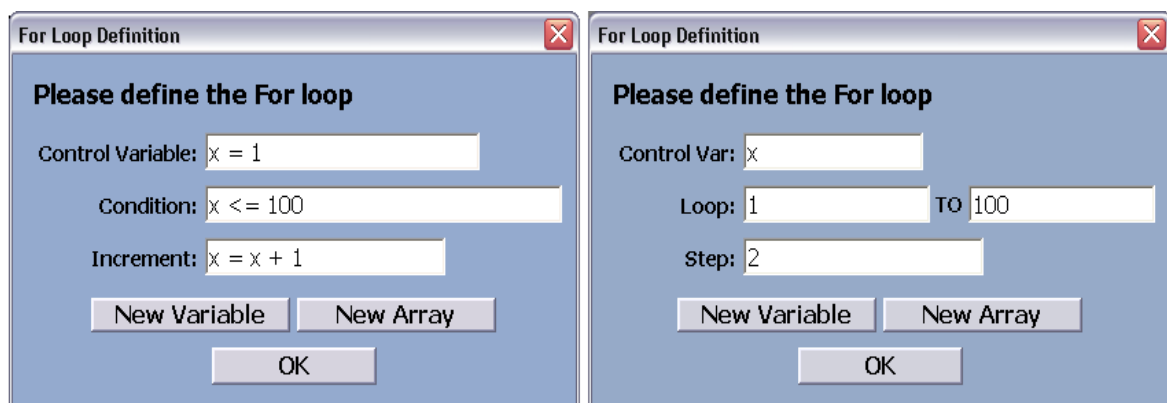 For Loop Definition
Please define the For loop
Control Variable: x = 1
Condition: x <= 100
Increment: x = x + 1
New Variable New Array
OK
For Loop Definition
Please define the For loop
Control Var: x
Loop: 1 TO 100
Step: 2
New Variable New Array
OK